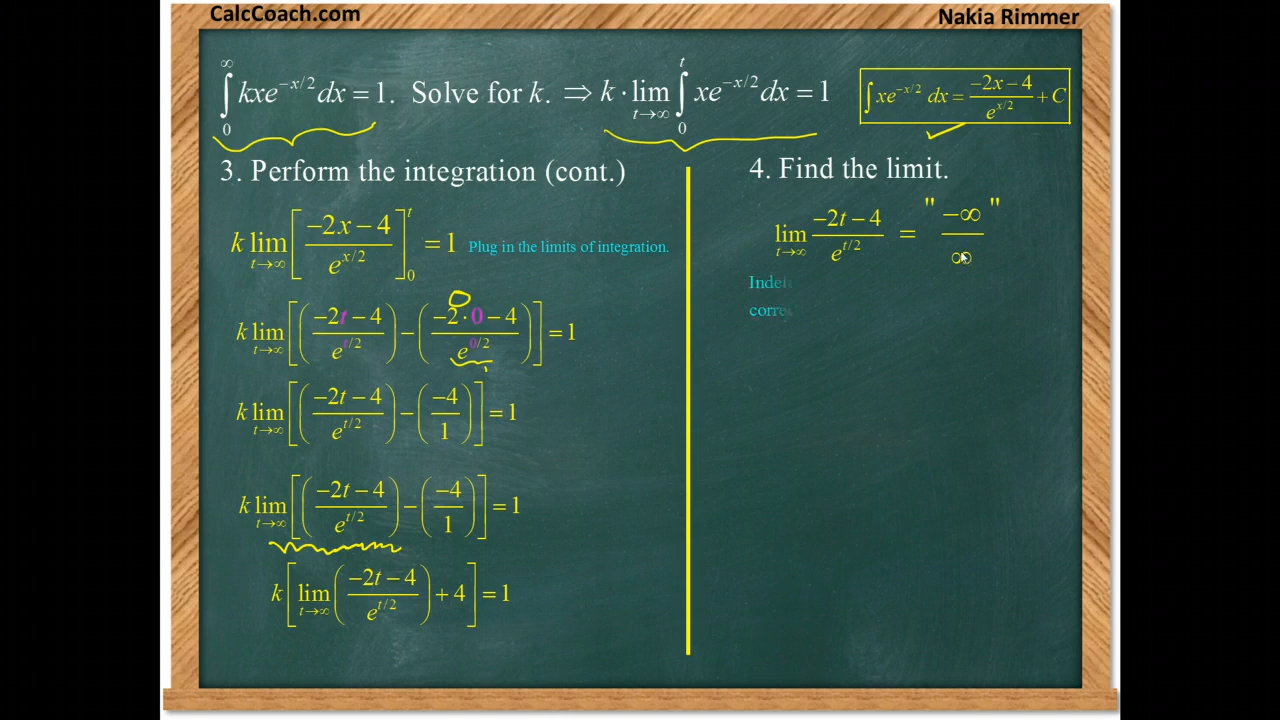 CalcCoach.com
Nakia Rimmer
∫₀^∞ kxe^{−x/2} dx = 1. Solve for k. ⇒ k · lim_{t→∞} ∫₀^t xe^{−x/2} dx = 1
∫ xe^{−x/2} dx = (−2x − 4)/e^{x/2} + C
3. Perform the integration (cont.)
k lim_{t→∞} [(−2x − 4)/e^{x/2}]₀^t = 1 Plug in the limits of integration.
0
k lim_{t→∞} [((−2t − 4)/e^{t/2}) − ((−2 · 0 − 4)/e^{0/2})] = 1
k lim_{t→∞} [((−2t − 4)/e^{t/2}) − (−4/1)] = 1
k lim_{t→∞} [((−2t − 4)/e^{t/2}) − (−4/1)] = 1
k [lim_{t→∞} ((−2t − 4)/e^{t/2}) + 4] = 1
4. Find the limit.
lim_{t→∞} (−2t − 4)/e^{t/2} = " −∞/∞ "